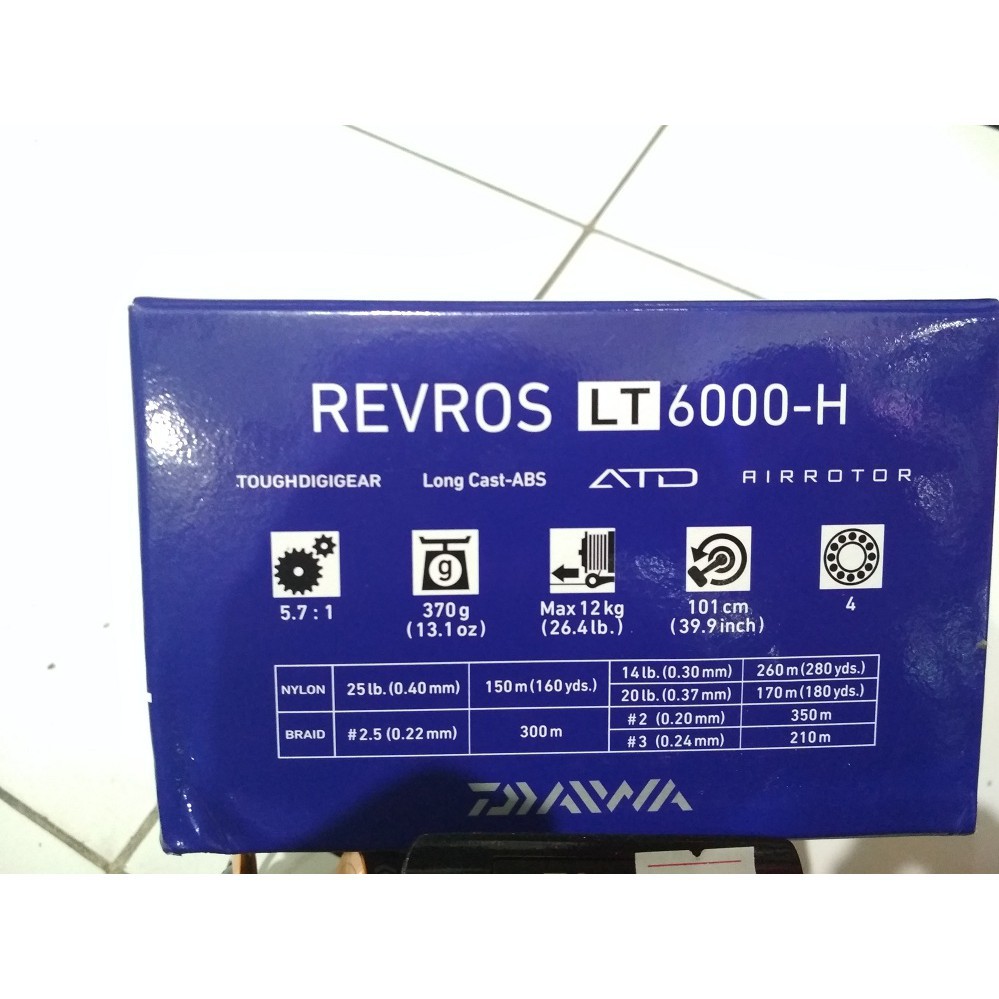 REVROS LT 6000-H
TOUGHDIGIGEAR Long Cast-ABS ATD AIRROTOR
g
5.7 : 1 370 g Max 12 kg 101 cm 4
(13.1 oz) (26.4 lb.) (39.9 inch)
NYLON 25 lb. (0.40 mm) 150 m (160 yds.) 14 lb. (0.30 mm) 260 m (280 yds.)
20 lb. (0.37 mm) 170 m (180 yds.)
BRAID #2.5 (0.22 mm) 300 m #2 (0.20 mm) 350 m
#3 (0.24 mm) 210 m
DAIWA